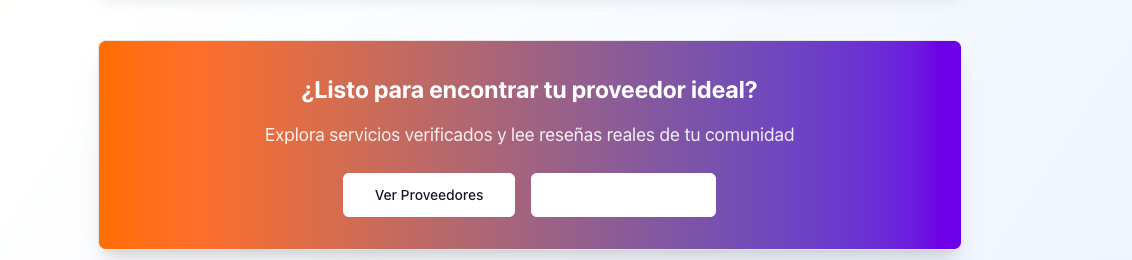 ¿Listo para encontrar tu proveedor ideal?
Explora servicios verificados y lee reseñas reales de tu comunidad
Ver Proveedores